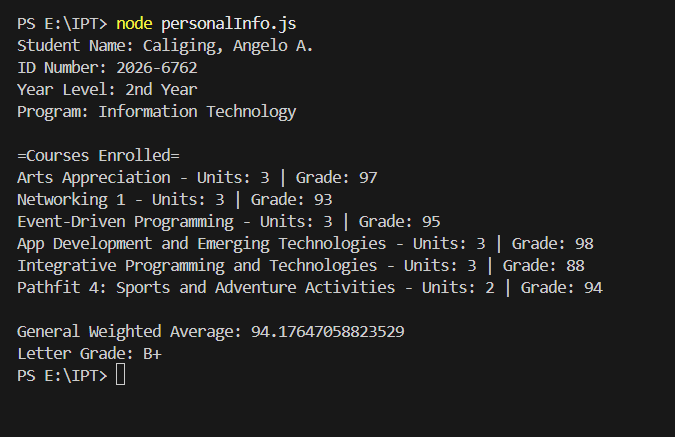 PS E:\IPT> node personalInfo.js
Student Name: Caliging, Angelo A.
ID Number: 2026-6762
Year Level: 2nd Year
Program: Information Technology
=Courses Enrolled=
Arts Appreciation - Units: 3 | Grade: 97
Networking 1 - Units: 3 | Grade: 93
Event-Driven Programming - Units: 3 | Grade: 95
App Development and Emerging Technologies - Units: 3 | Grade: 98
Integrative Programming and Technologies - Units: 3 | Grade: 88
Pathfit 4: Sports and Adventure Activities - Units: 2 | Grade: 94
General Weighted Average: 94.17647058823529
Letter Grade: B+
PS E:\IPT>